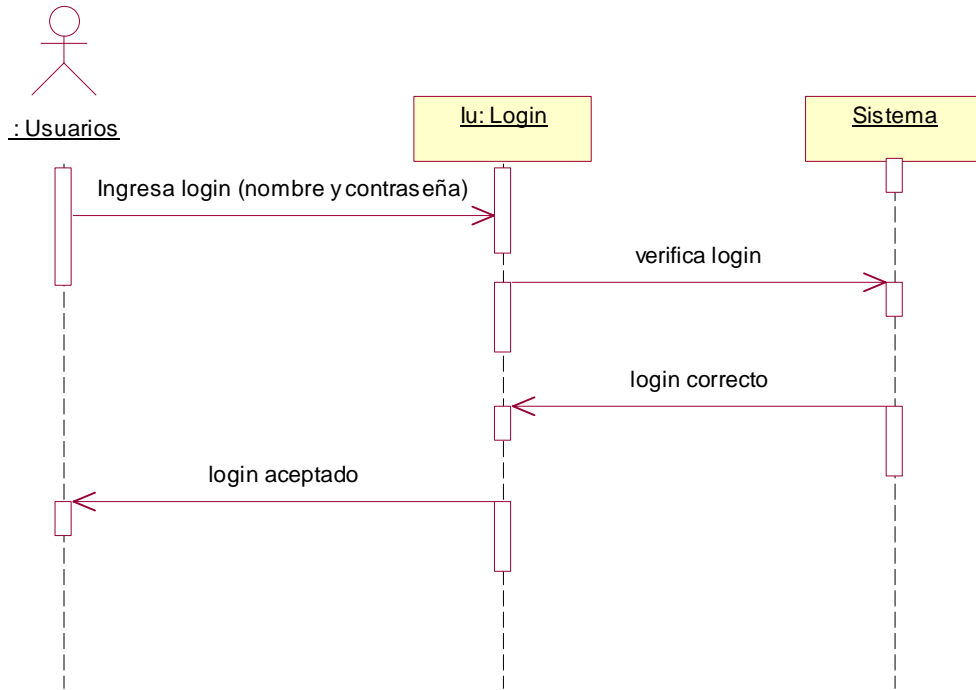 : Usuarios
Iu: Login
Sistema
Ingresa login (nombre y contraseña)
verifica login
login correcto
login aceptado